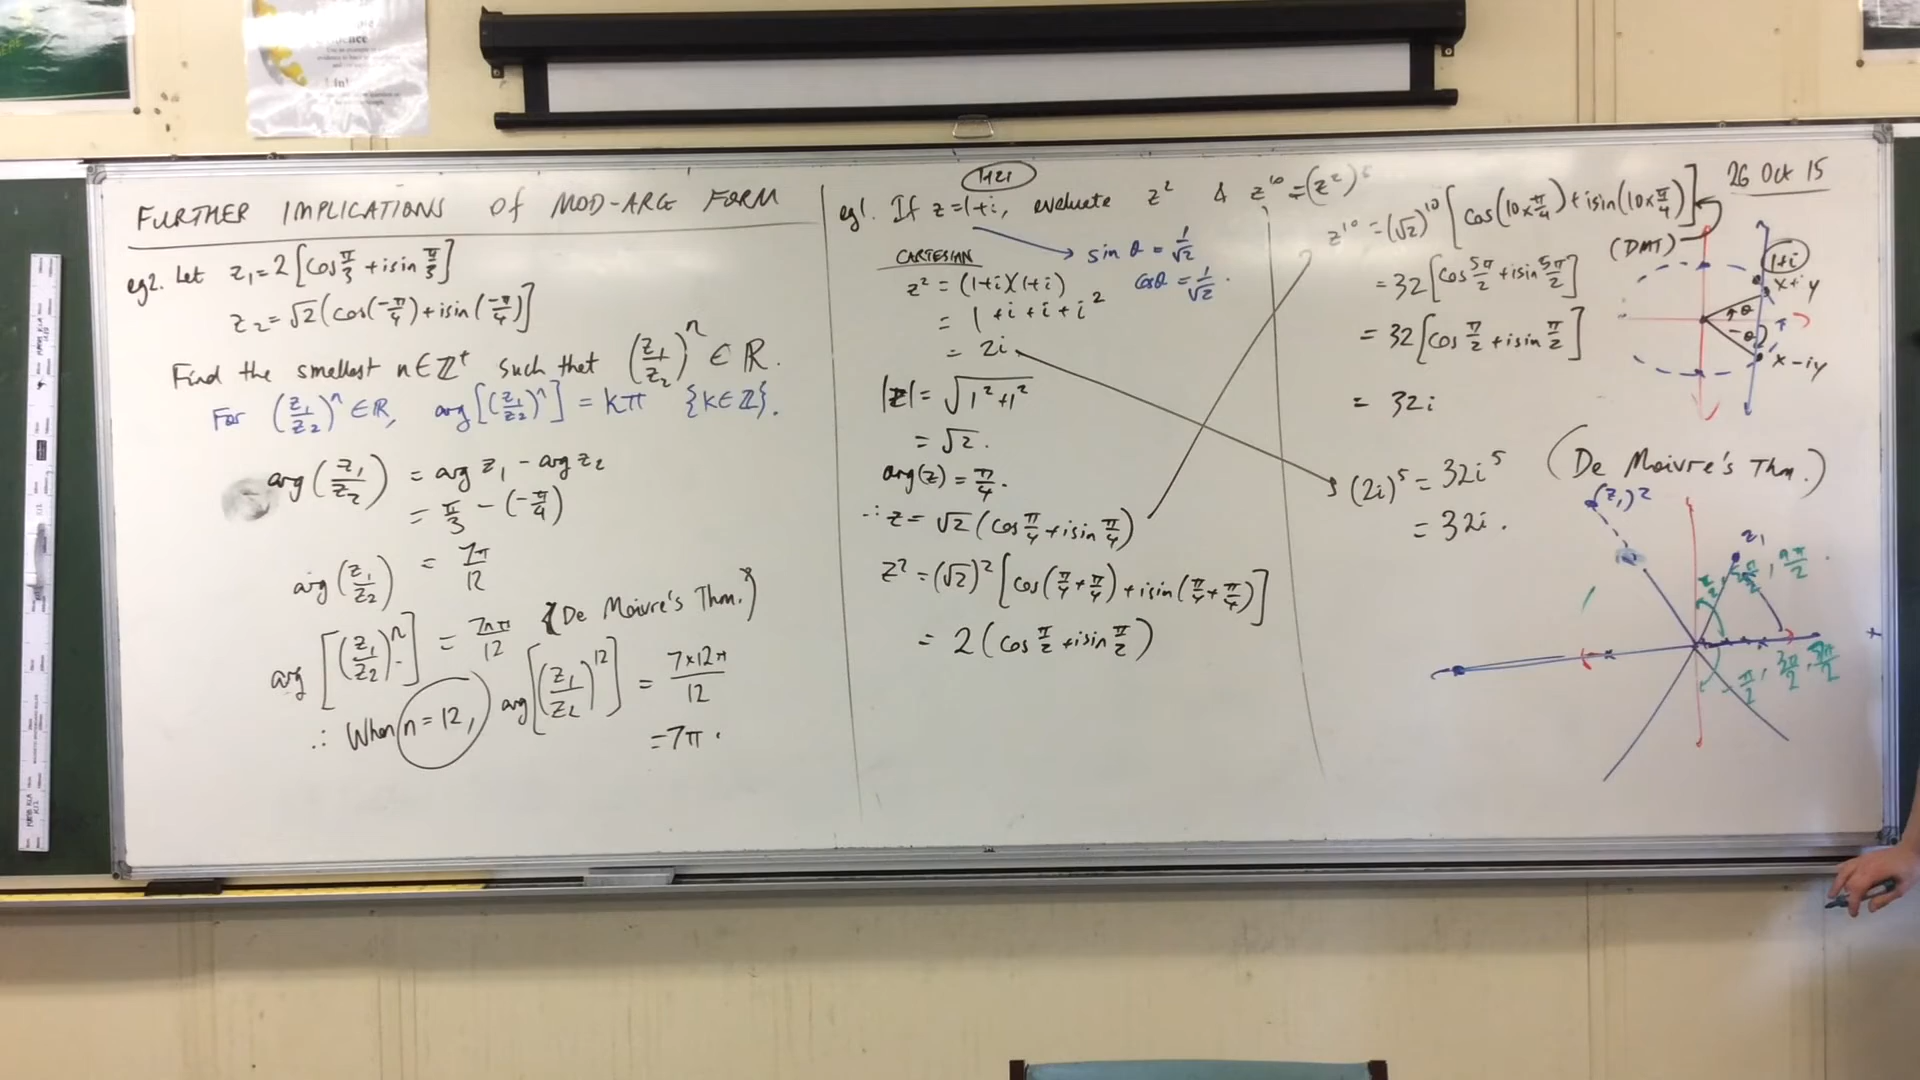 FURTHER IMPLICATIONS of MOD-ARG FORM
eg2. Let z₁ = 2[cos π/3 + i sin π/3]
z₂ = √2(cos(-π/4) + i sin(-π/4)]
Find the smallest n ∈ ℤ⁺ such that (z₁/z₂)ⁿ ∈ ℝ.
For (z₁/z₂)ⁿ ∈ ℝ, arg[(z₁/z₂)ⁿ] = kπ {k ∈ ℤ}.
arg(z₁/z₂) = arg z₁ - arg z₂
= π/3 - (-π/4)
arg(z₁/z₂) = 7π/12
arg[(z₁/z₂)ⁿ] = 7nπ/12 (De Moivre's Thm.)
∴ When n = 12, arg[(z₁/z₂)¹²] = 7×12π/12
= 7π.
eg1. If z = 1+i, evaluate z² & z¹⁰ = (z²)⁵
CARTESIAN
sin θ = 1/√2
cos θ = 1/√2.
z² = (1+i)(1+i)
= 1 + i + i + i²
= 2i
|z| = √(1²+1²)
= √2.
arg(z) = π/4.
∴ z = √2(cos π/4 + i sin π/4)
z² = (√2)²[cos(π/4 + π/4) + i sin(π/4 + π/4)]
= 2(cos π/2 + i sin π/2)
26 Oct 15
z¹⁰ = (√2)¹⁰[cos(10×π/4) + i sin(10×π/4)]
(DMT)
= 32[cos 5π/2 + i sin 5π/2]
= 32[cos π/2 + i sin π/2]
= 32i
1+i
x+iy
θ
-θ
x-iy
(2i)⁵ = 32i⁵
= 32i.
(De Moivre's Thm.)
(z₁)²
z₁